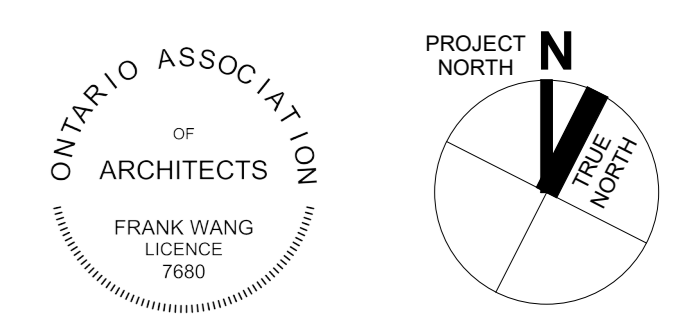 ONTARIO ASSOCIATION
OF
ARCHITECTS
FRANK WANG
LICENCE
7680
PROJECT
NORTH
N
TRUE
NORTH